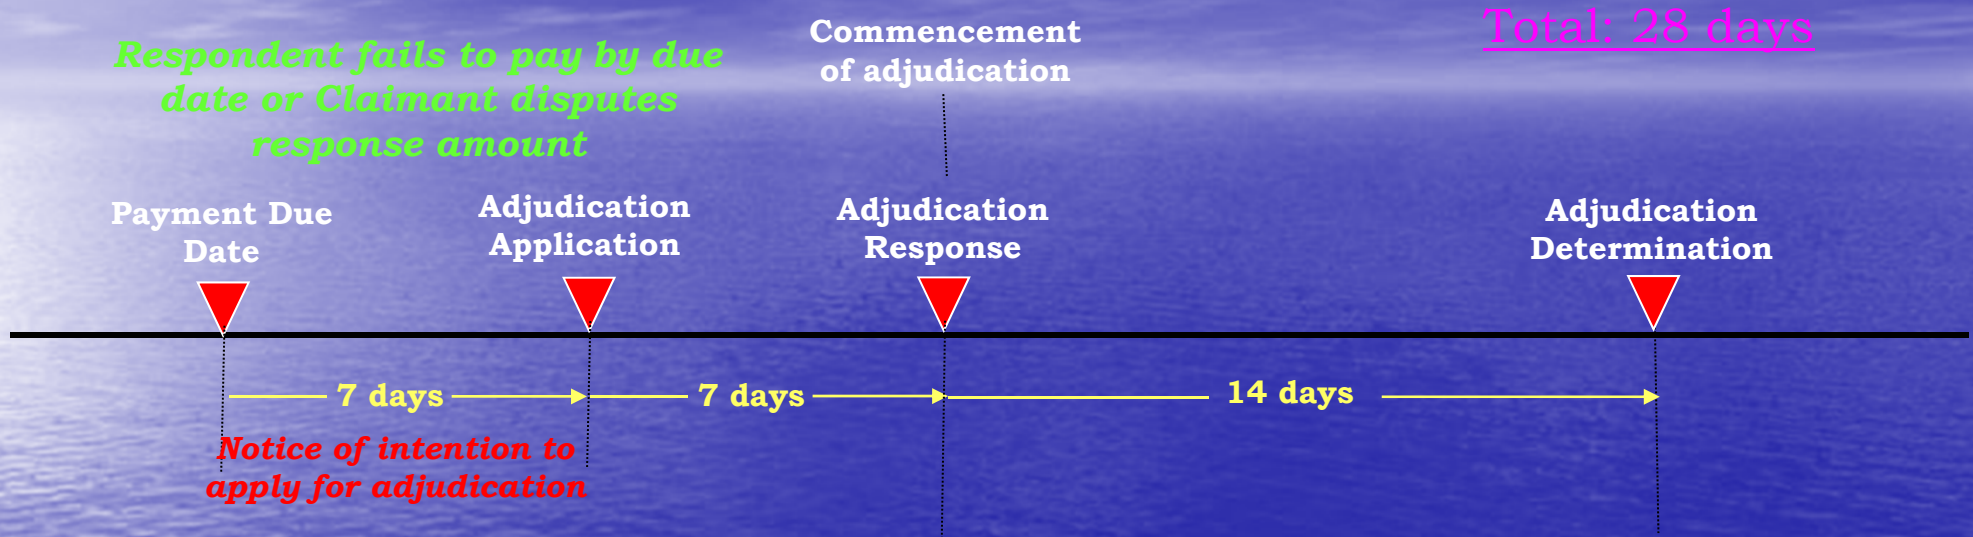 Respondent fails to pay by due
date or Claimant disputes
response amount
Commencement
of adjudication
Total: 28 days
Payment Due
Date
Adjudication
Application
Adjudication
Response
Adjudication
Determination
7 days
7 days
14 days
Notice of intention to
apply for adjudication